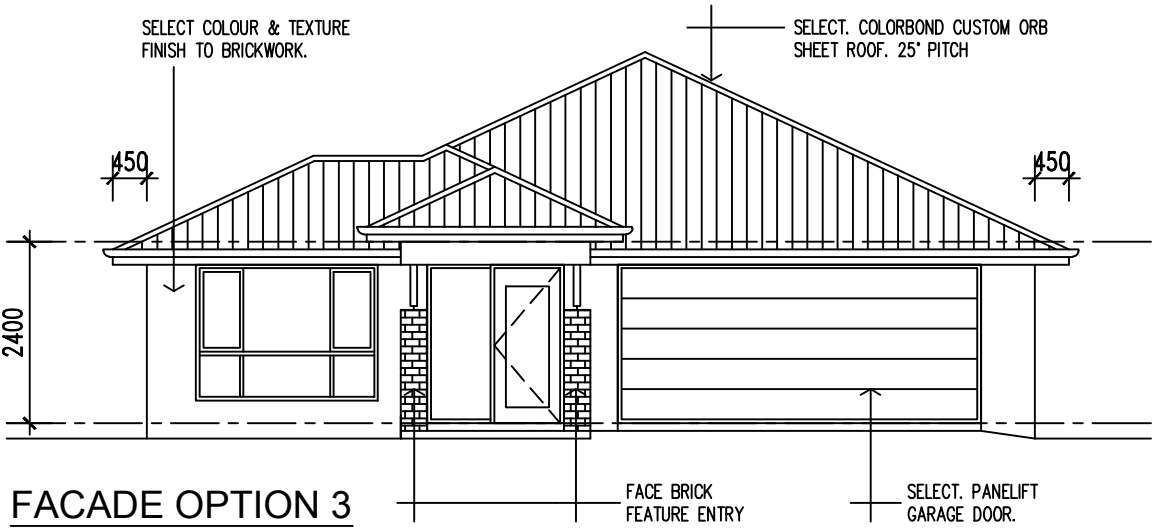 SELECT COLOUR & TEXTURE
FINISH TO BRICKWORK.
SELECT. COLORBOND CUSTOM ORB
SHEET ROOF. 25° PITCH
450
450
2400
FACADE OPTION 3
FACE BRICK
FEATURE ENTRY
SELECT. PANELIFT
GARAGE DOOR.